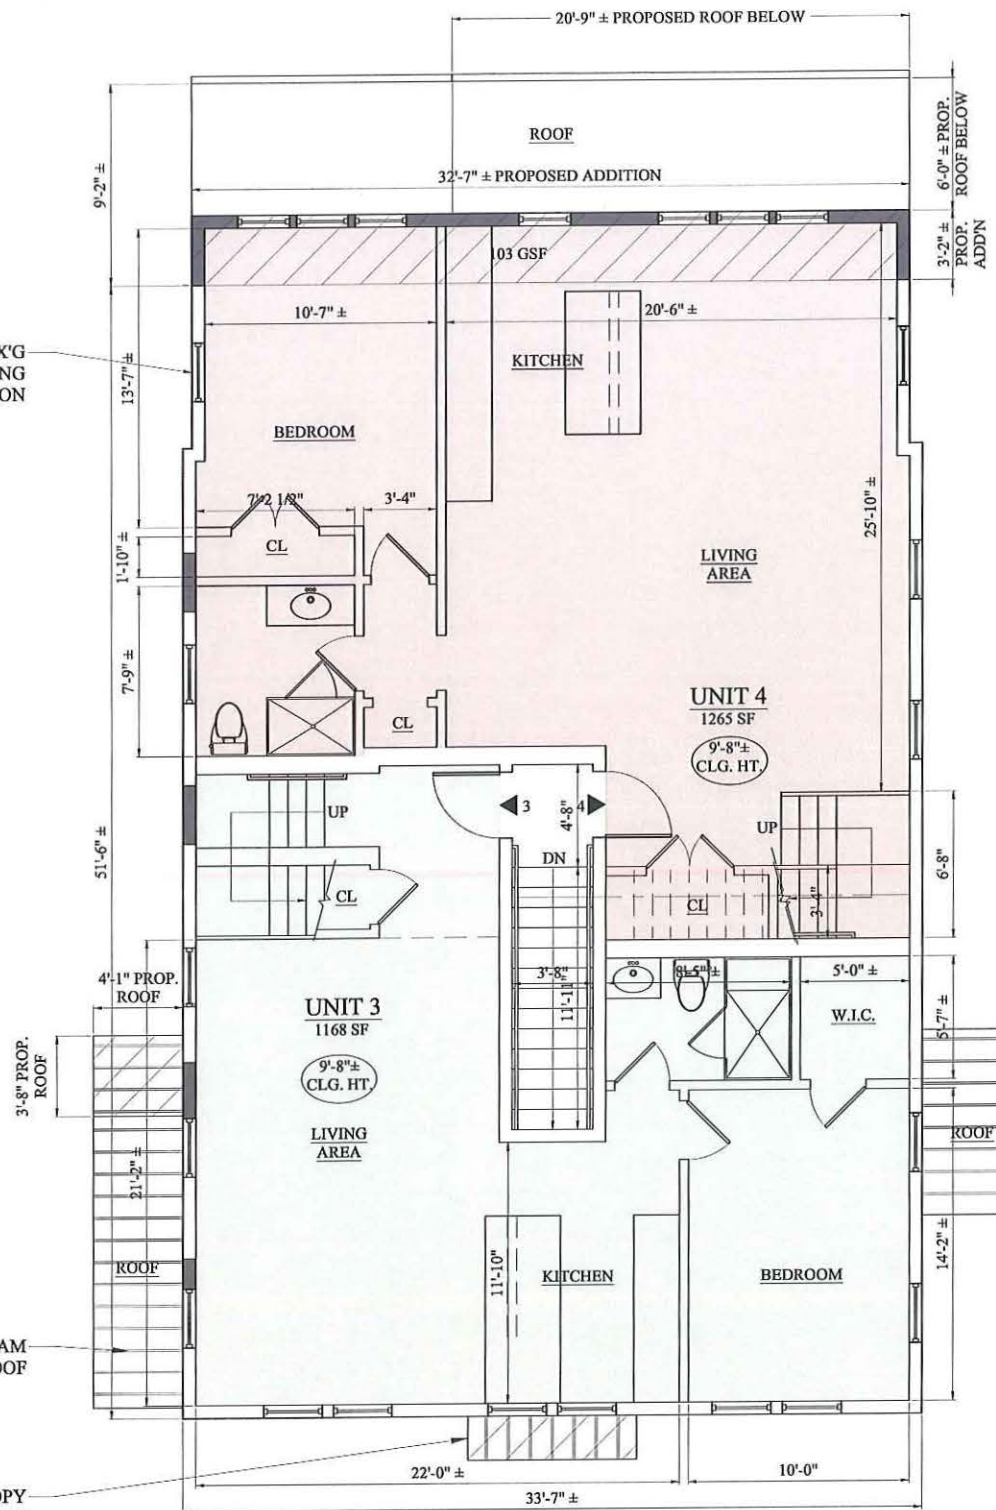 20'-9" ± PROPOSED ROOF BELOW
ROOF
6'-0" ± PROP.
ROOF BELOW
32'-7" ± PROPOSED ADDITION
9'-2" ±
3'-2" ±
PROP.
ADD'N
103 GSF
10'-7" ±
20'-6" ±
X'G
NG
ON
KITCHEN
13'-7" ±
BEDROOM
7'-2 1/2"
3'-4"
25'-10" ±
CL
1'-10" ±
LIVING
AREA
7'-9" ±
UNIT 4
1265 SF
9'-8"±
CLG. HT.
CL
UP
3
4
4'-8"
UP
DN
51'-6" ±
6'-8"
CL
CL
3'-4"
4'-1" PROP.
ROOF
3'-8"
8'-5" ±
5'-0" ±
11'-11"
UNIT 3
1168 SF
W.I.C.
5'-7" ±
9'-8"±
CLG. HT.
3'-8" PROP.
ROOF
LIVING
AREA
ROOF
21'-2" ±
14'-2" ±
11'-10"
ROOF
KITCHEN
BEDROOM
AM
OOF
22'-0" ±
10'-0"
OPY
33'-7" ±